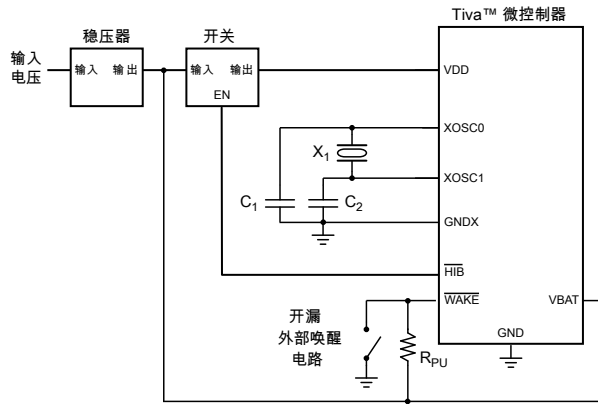 Tiva™ 微控制器
稳压器
开关
输入
电压
输入 输出
输入 输出
EN
VDD
XOSC0
X1
XOSC1
C1
C2
GNDX
HIB
WAKE
VBAT
开漏
外部唤醒
电路
RPU
GND